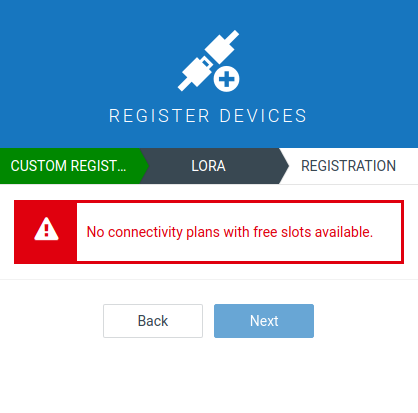 REGISTER DEVICES
CUSTOM REGIST...
LORA
REGISTRATION
No connectivity plans with free slots available.
Back
Next